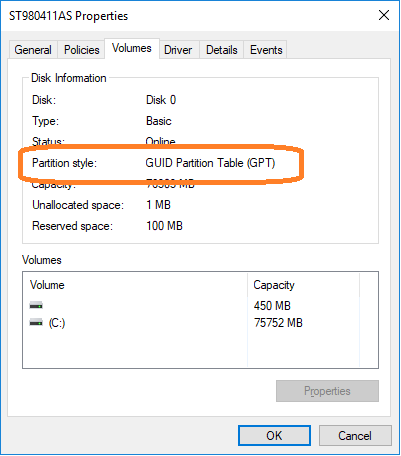 ST980411AS Properties
General Policies Volumes Driver Details Events
Disk Information
Disk: Disk 0
Type: Basic
Status: Online
Partition style: GUID Partition Table (GPT)
Capacity: MB
Unallocated space: 1 MB
Reserved space: 100 MB
Volumes
Volume Capacity
450 MB
(C:) 75752 MB
Properties
OK Cancel